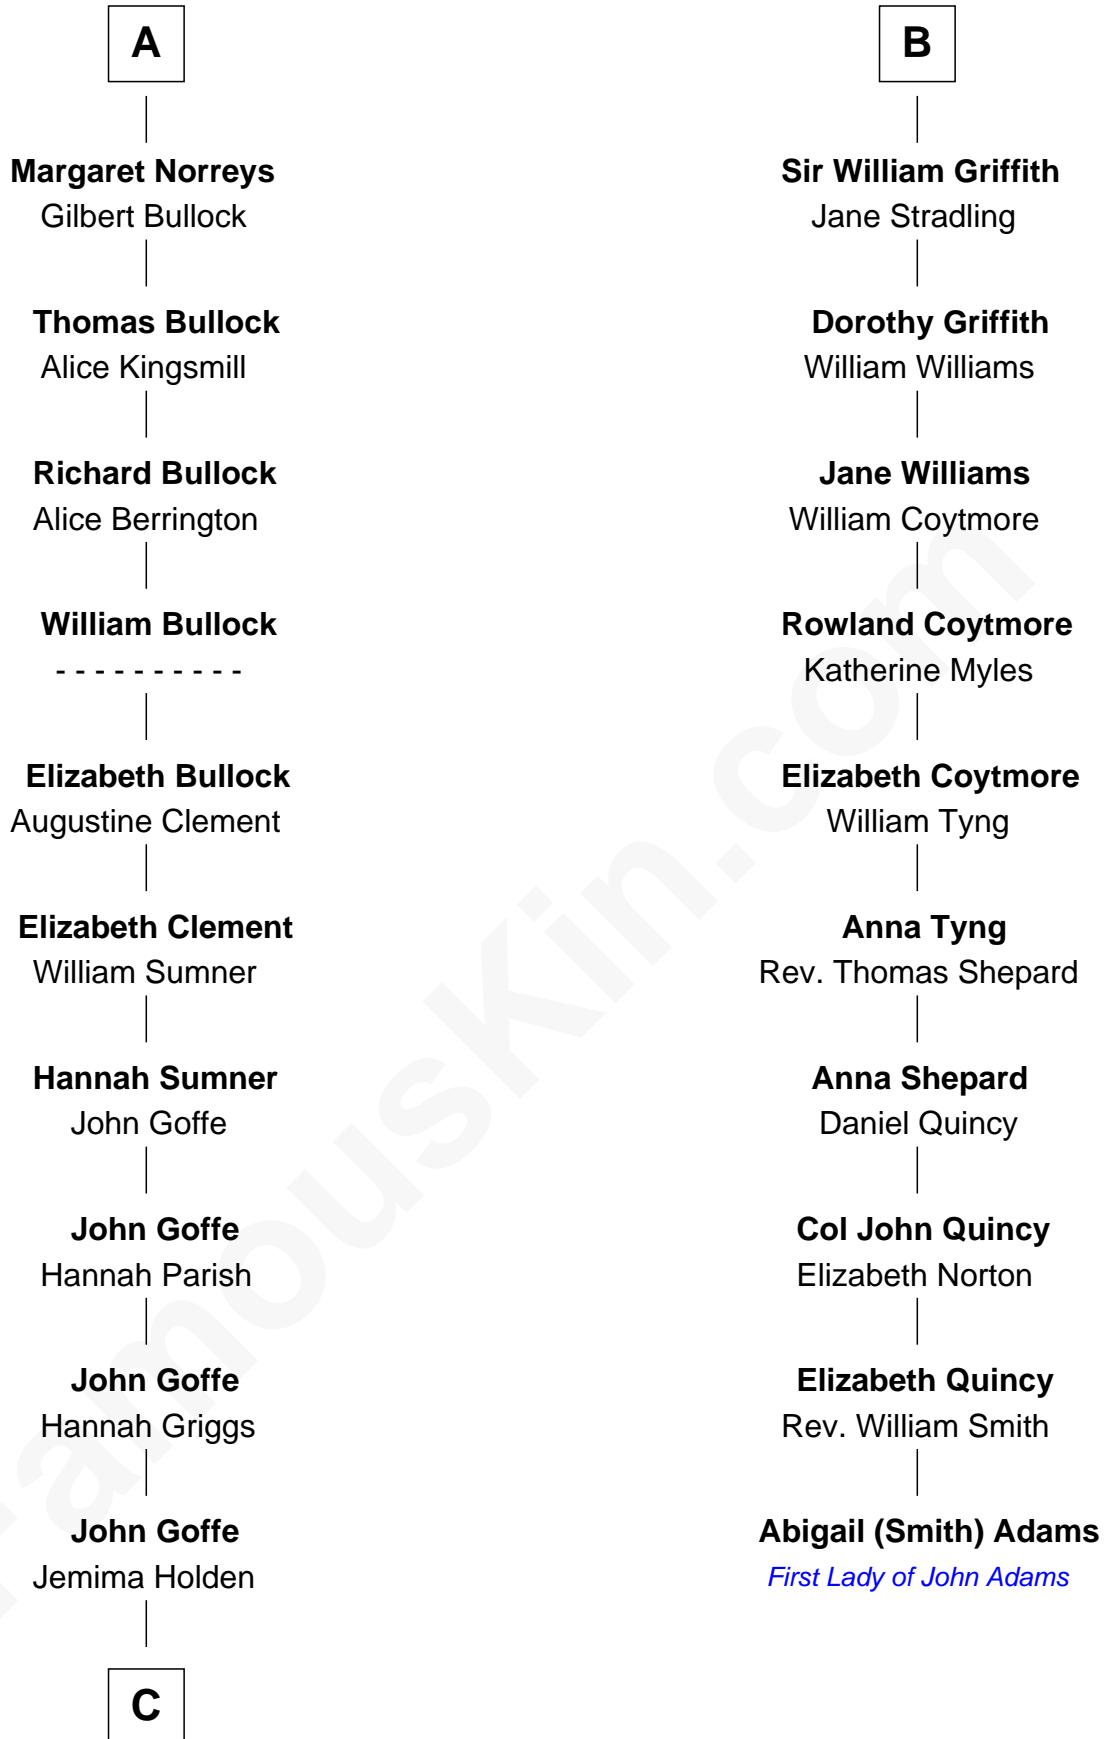 A
Margaret Norreys
Gilbert Bullock
Thomas Bullock
Alice Kingsmill
Richard Bullock
Alice Berrington
William Bullock
- - - - - - - - - -
Elizabeth Bullock
Augustine Clement
Elizabeth Clement
William Sumner
Hannah Sumner
John Goffe
John Goffe
Hannah Parish
John Goffe
Hannah Griggs
John Goffe
Jemima Holden
C
B
Sir William Griffith
Jane Stradling
Dorothy Griffith
William Williams
Jane Williams
William Coytmore
Rowland Coytmore
Katherine Myles
Elizabeth Coytmore
William Tyng
Anna Tyng
Rev. Thomas Shepard
Anna Shepard
Daniel Quincy
Col John Quincy
Elizabeth Norton
Elizabeth Quincy
Rev. William Smith
Abigail (Smith) Adams
First Lady of John Adams
FamousKin.com